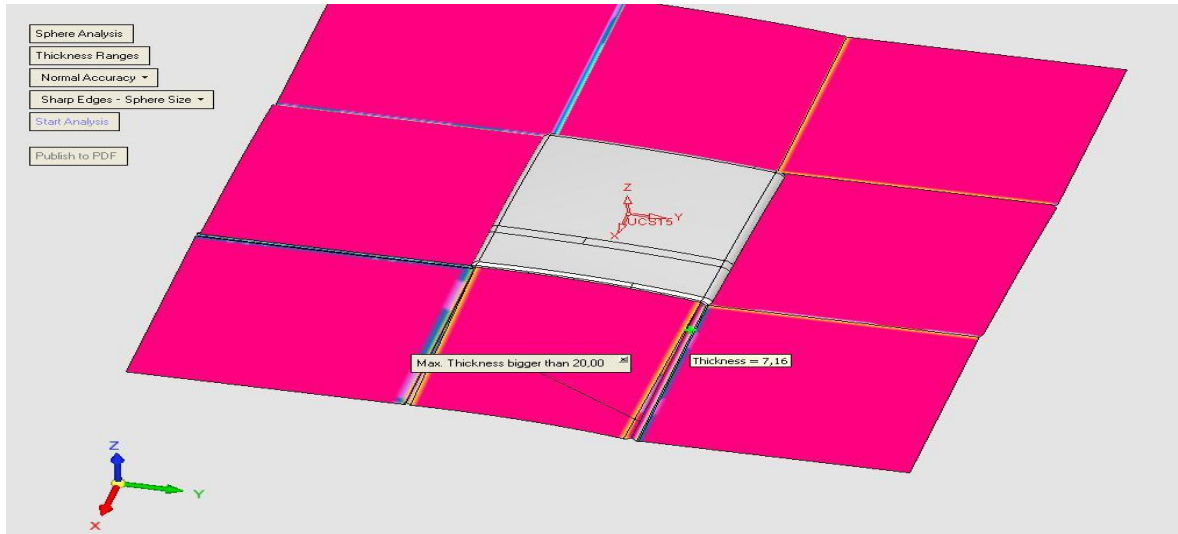 Sphere Analysis
Thickness Ranges
Normal Accuracy
Sharp Edges - Sphere Size
Start Analysis
Publish to PDF
Z
Y
X
UCST5
Max. Thickness bigger than 20,00
Thickness = 7,16
Z
Y
X